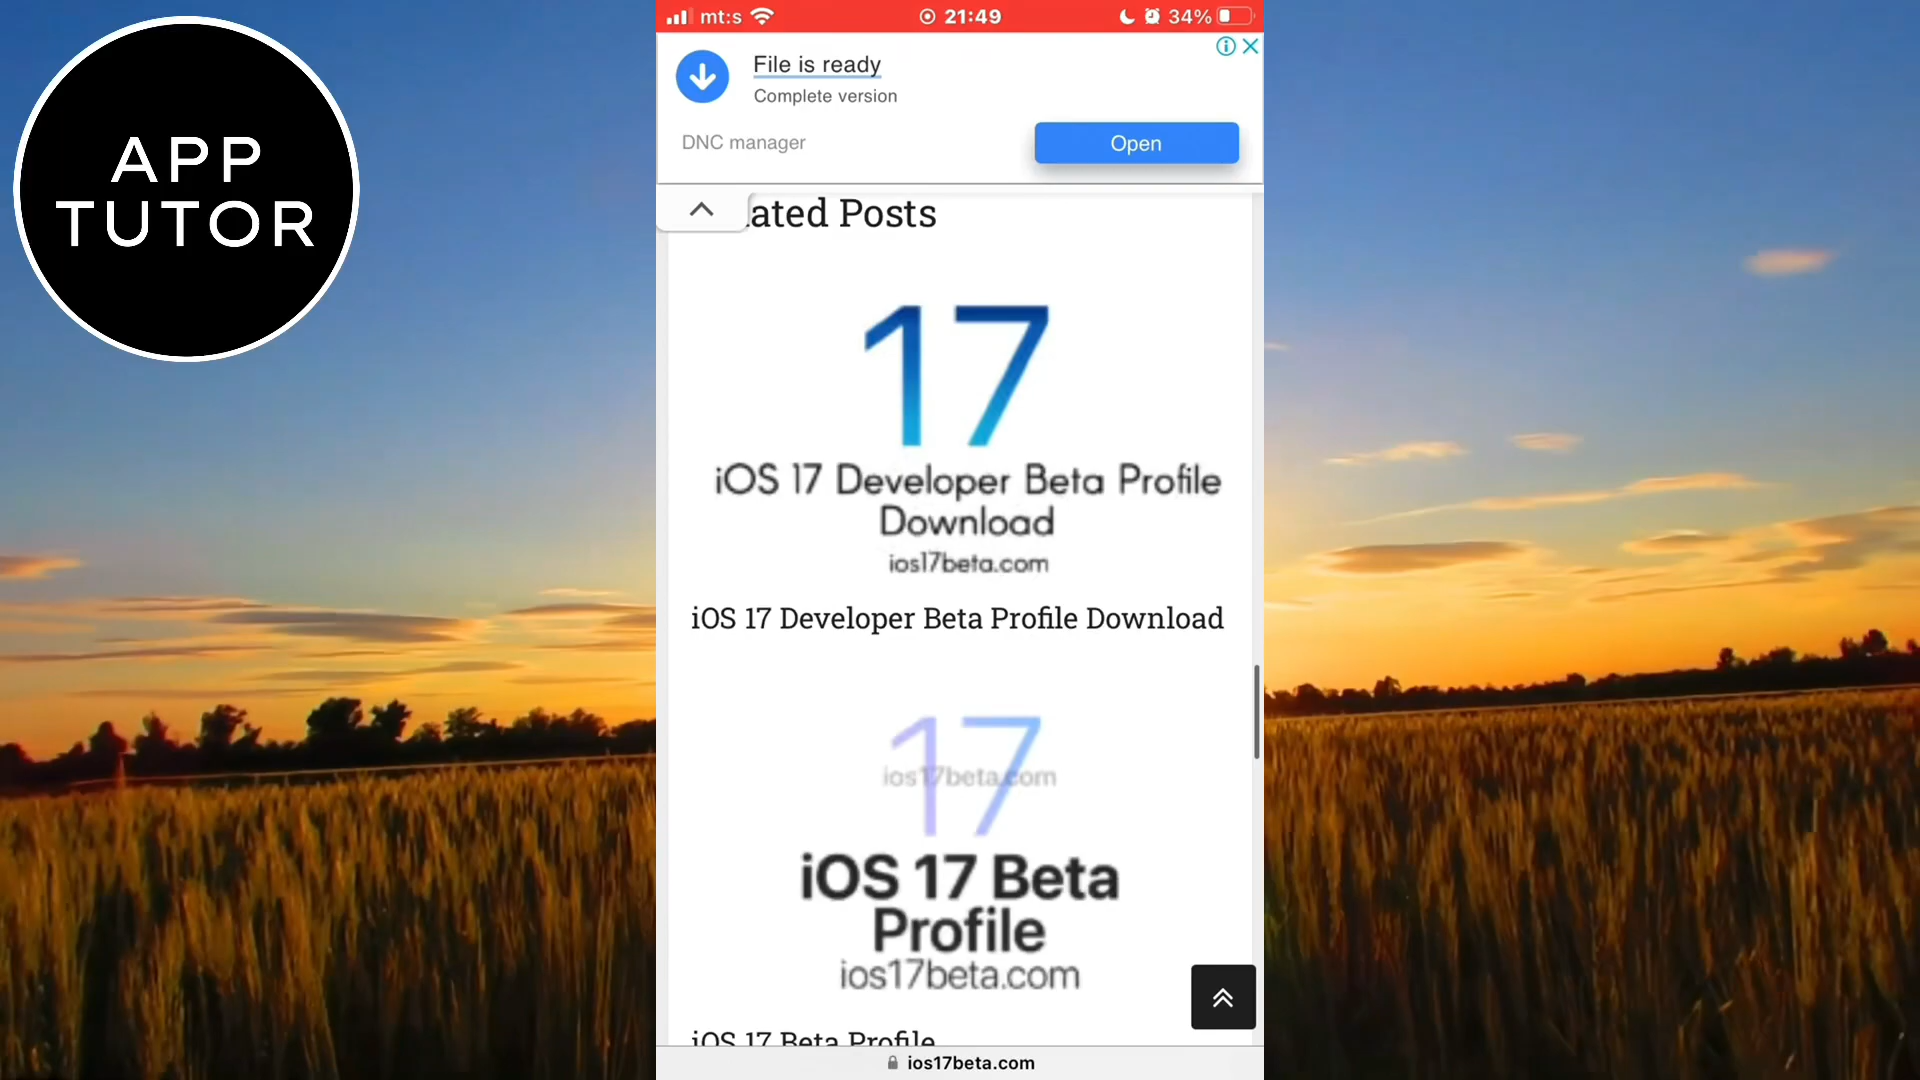 APP
TUTOR
mt:s
21:49
34%
File is ready
Complete version
DNC manager
Open
ated Posts
17
iOS 17 Developer Beta Profile
Download
ios17beta.com
iOS 17 Developer Beta Profile Download
17
ios17beta.com
iOS 17 Beta
Profile
ios17beta.com
iOS 17 Beta Profile
ios17beta.com